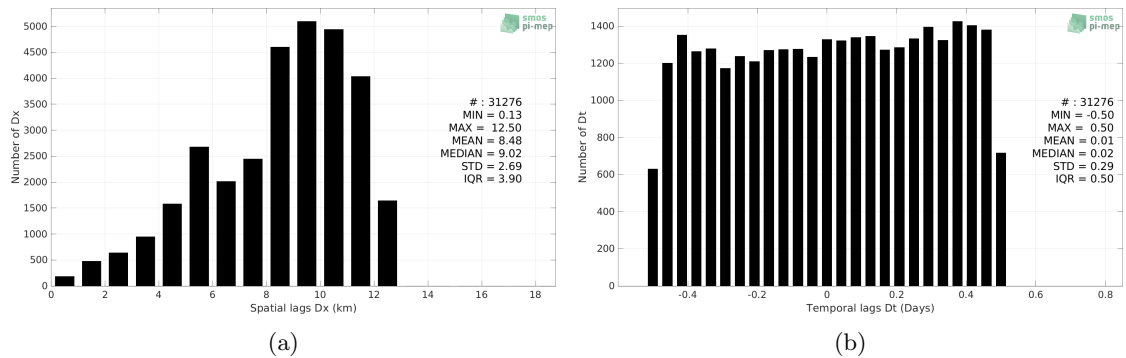 smos
pi-mep
5000
4500
4000
3500
3000
2500
2000
1500
1000
500
0
Number of Dx
# : 31276
MIN = 0.13
MAX = 12.50
MEAN = 8.48
MEDIAN = 9.02
STD = 2.69
IQR = 3.90
0 2 4 6 8 10 12 14 16 18
Spatial lags Dx (km)
(a)
smos
pi-mep
1400
1200
1000
800
600
400
200
0
Number of Dt
# : 31276
MIN = -0.50
MAX = 0.50
MEAN = 0.01
MEDIAN = 0.02
STD = 0.29
IQR = 0.50
-0.4 -0.2 0 0.2 0.4 0.6 0.8
Temporal lags Dt (Days)
(b)